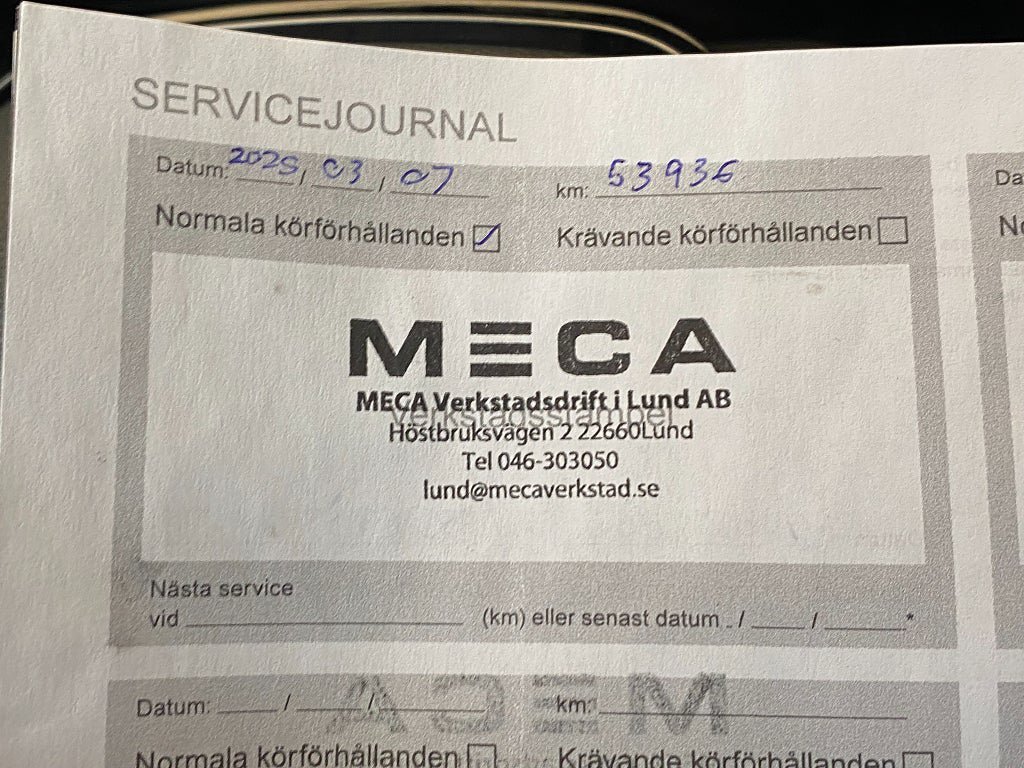 SERVICEJOURNAL
Datum: 2025 / 03 / 07 km: 53936
Normala körförhållanden Krävande körförhållanden
MECA
MECA Verkstadsdrift i Lund AB
Verkstadsstämpel
Höstbruksvägen 2 22660Lund
Tel 046-303050
lund@mecaverkstad.se
Nästa service
vid (km) eller senast datum / / *
Datum: / / km:
Normala körförhållanden Krävande körförhållanden